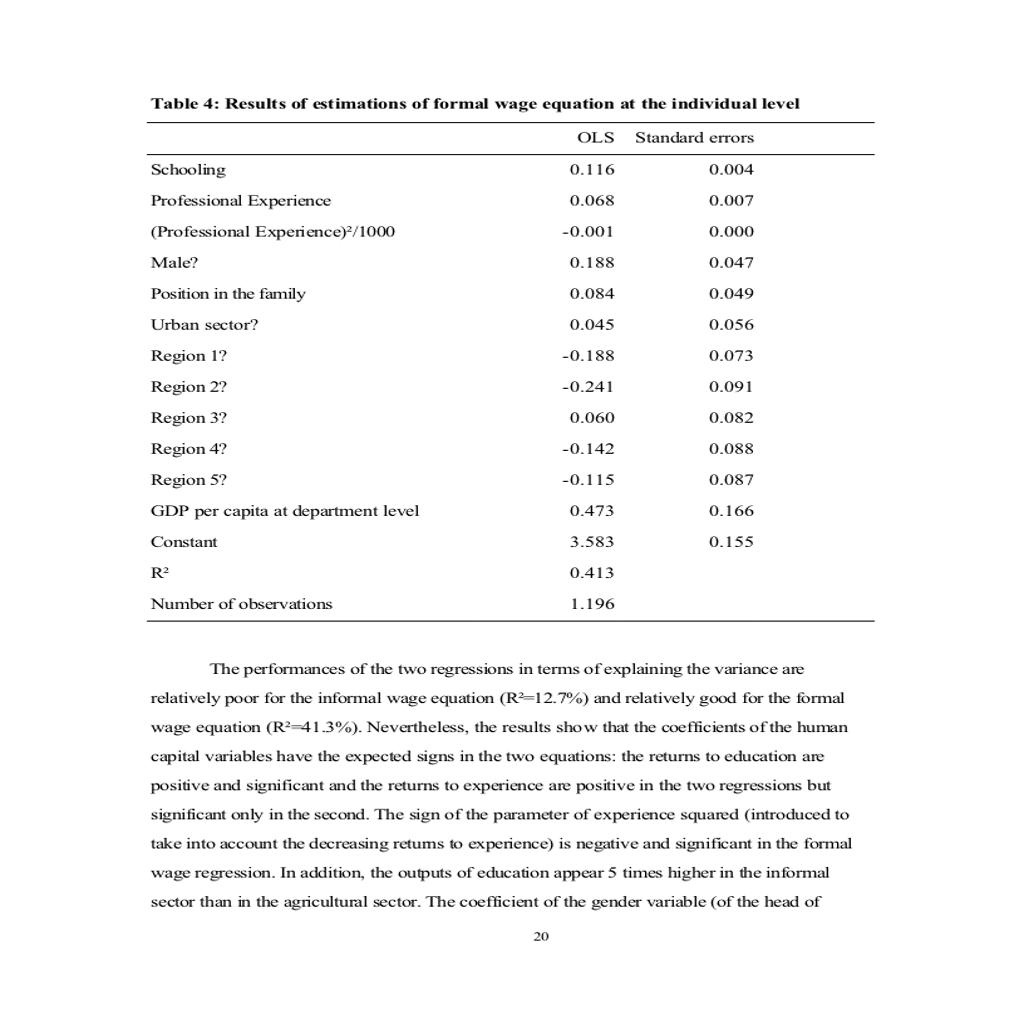 Table 4: Results of estimations of formal wage equation at the individual level
OLS Standard errors
Schooling 0.116 0.004
Professional Experience 0.068 0.007
(Professional Experience)²/1000 -0.001 0.000
Male? 0.188 0.047
Position in the family 0.084 0.049
Urban sector? 0.045 0.056
Region 1? -0.188 0.073
Region 2? -0.241 0.091
Region 3? 0.060 0.082
Region 4? -0.142 0.088
Region 5? -0.115 0.087
GDP per capita at department level 0.473 0.166
Constant 3.583 0.155
R² 0.413
Number of observations 1.196
The performances of the two regressions in terms of explaining the variance are
relatively poor for the informal wage equation (R²=12.7%) and relatively good for the formal
wage equation (R²=41.3%). Nevertheless, the results show that the coefficients of the human
capital variables have the expected signs in the two equations: the returns to education are
positive and significant and the returns to experience are positive in the two regressions but
significant only in the second. The sign of the parameter of experience squared (introduced to
take into account the decreasing returns to experience) is negative and significant in the formal
wage regression. In addition, the outputs of education appear 5 times higher in the informal
sector than in the agricultural sector. The coefficient of the gender variable (of the head of
20